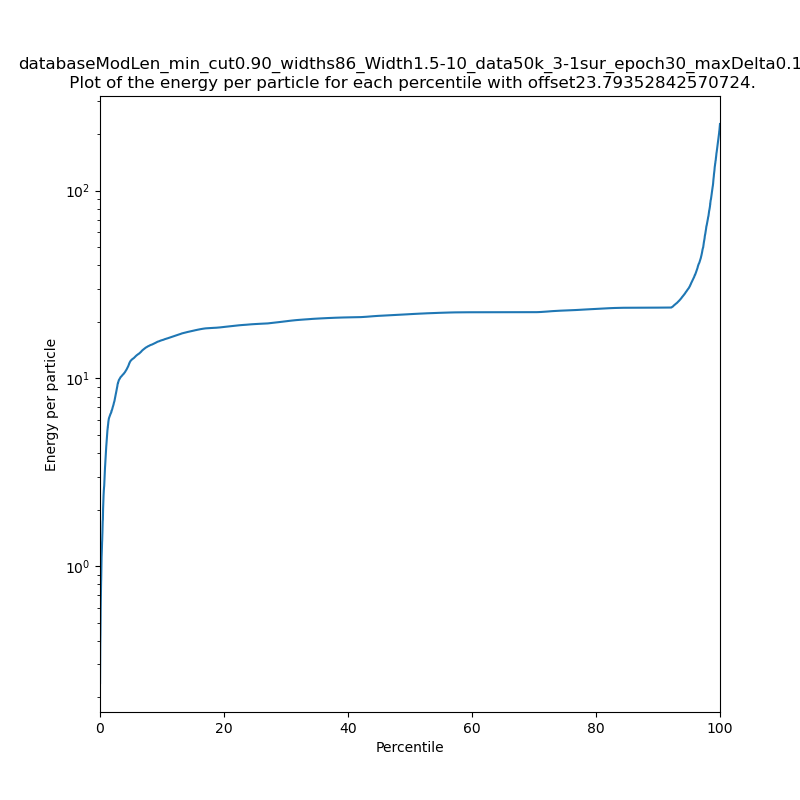 databaseModLen_min_cut0.90_widths86_Width1.5-10_data50k_3-1sur_epoch30_maxDelta0.1
Plot of the energy per particle for each percentile with offset23.79352842570724.
10²
10¹
10⁰
Energy per particle
0 20 40 60 80 100
Percentile